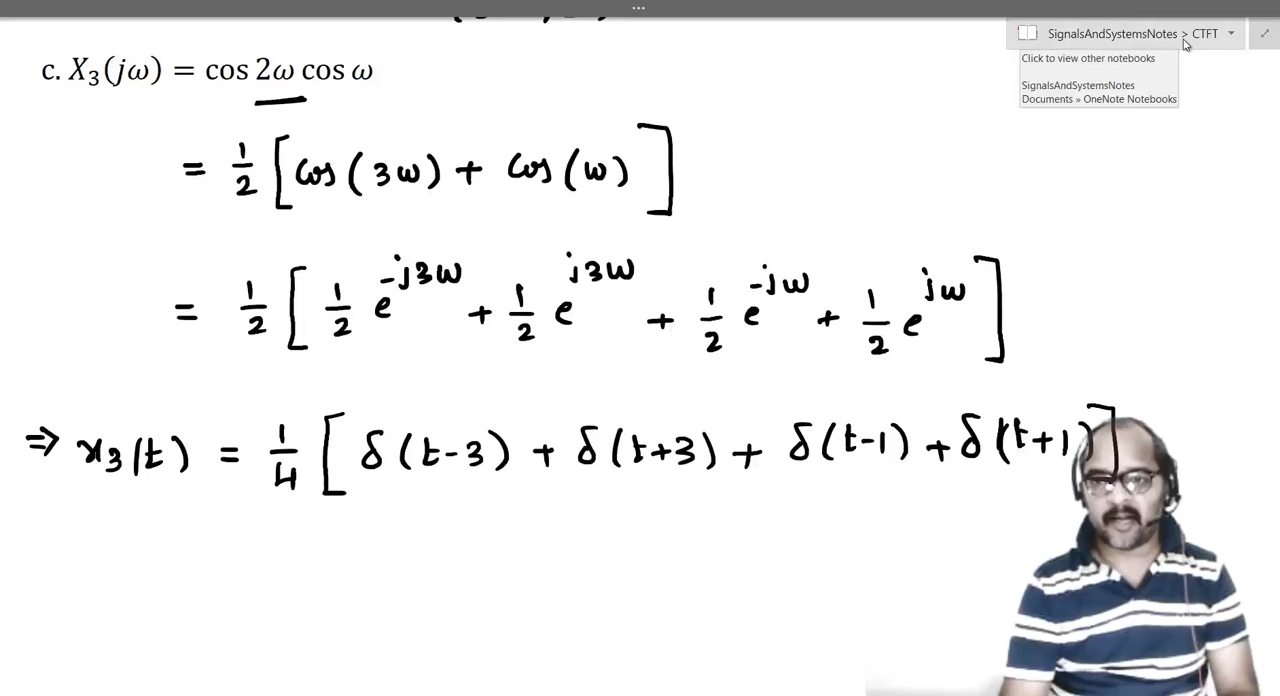 SignalsAndSystemsNotes > CTFT
Click to view other notebooks
SignalsAndSystemsNotes
Documents » OneNote Notebooks
c. X₃(jω) = cos 2ω cos ω
= 1/2 [cos(3ω) + cos(ω)]
= 1/2 [1/2 e^{-j3ω} + 1/2 e^{j3ω} + 1/2 e^{-jω} + 1/2 e^{jω}]
⇒ x₃(t) = 1/4 [δ(t-3) + δ(t+3) + δ(t-1) + δ(t+1)]